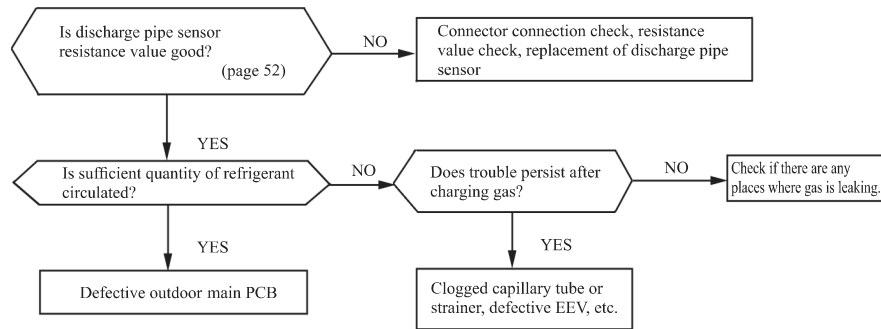 Is discharge pipe sensor
resistance value good?
(page 52)
NO
Connector connection check, resistance
value check, replacement of discharge pipe
sensor
YES
Is sufficient quantity of refrigerant
circulated?
NO
Does trouble persist after
charging gas?
NO
Check if there are any
places where gas is leaking.
YES
Defective outdoor main PCB
YES
Clogged capillary tube or
strainer, defective EEV, etc.